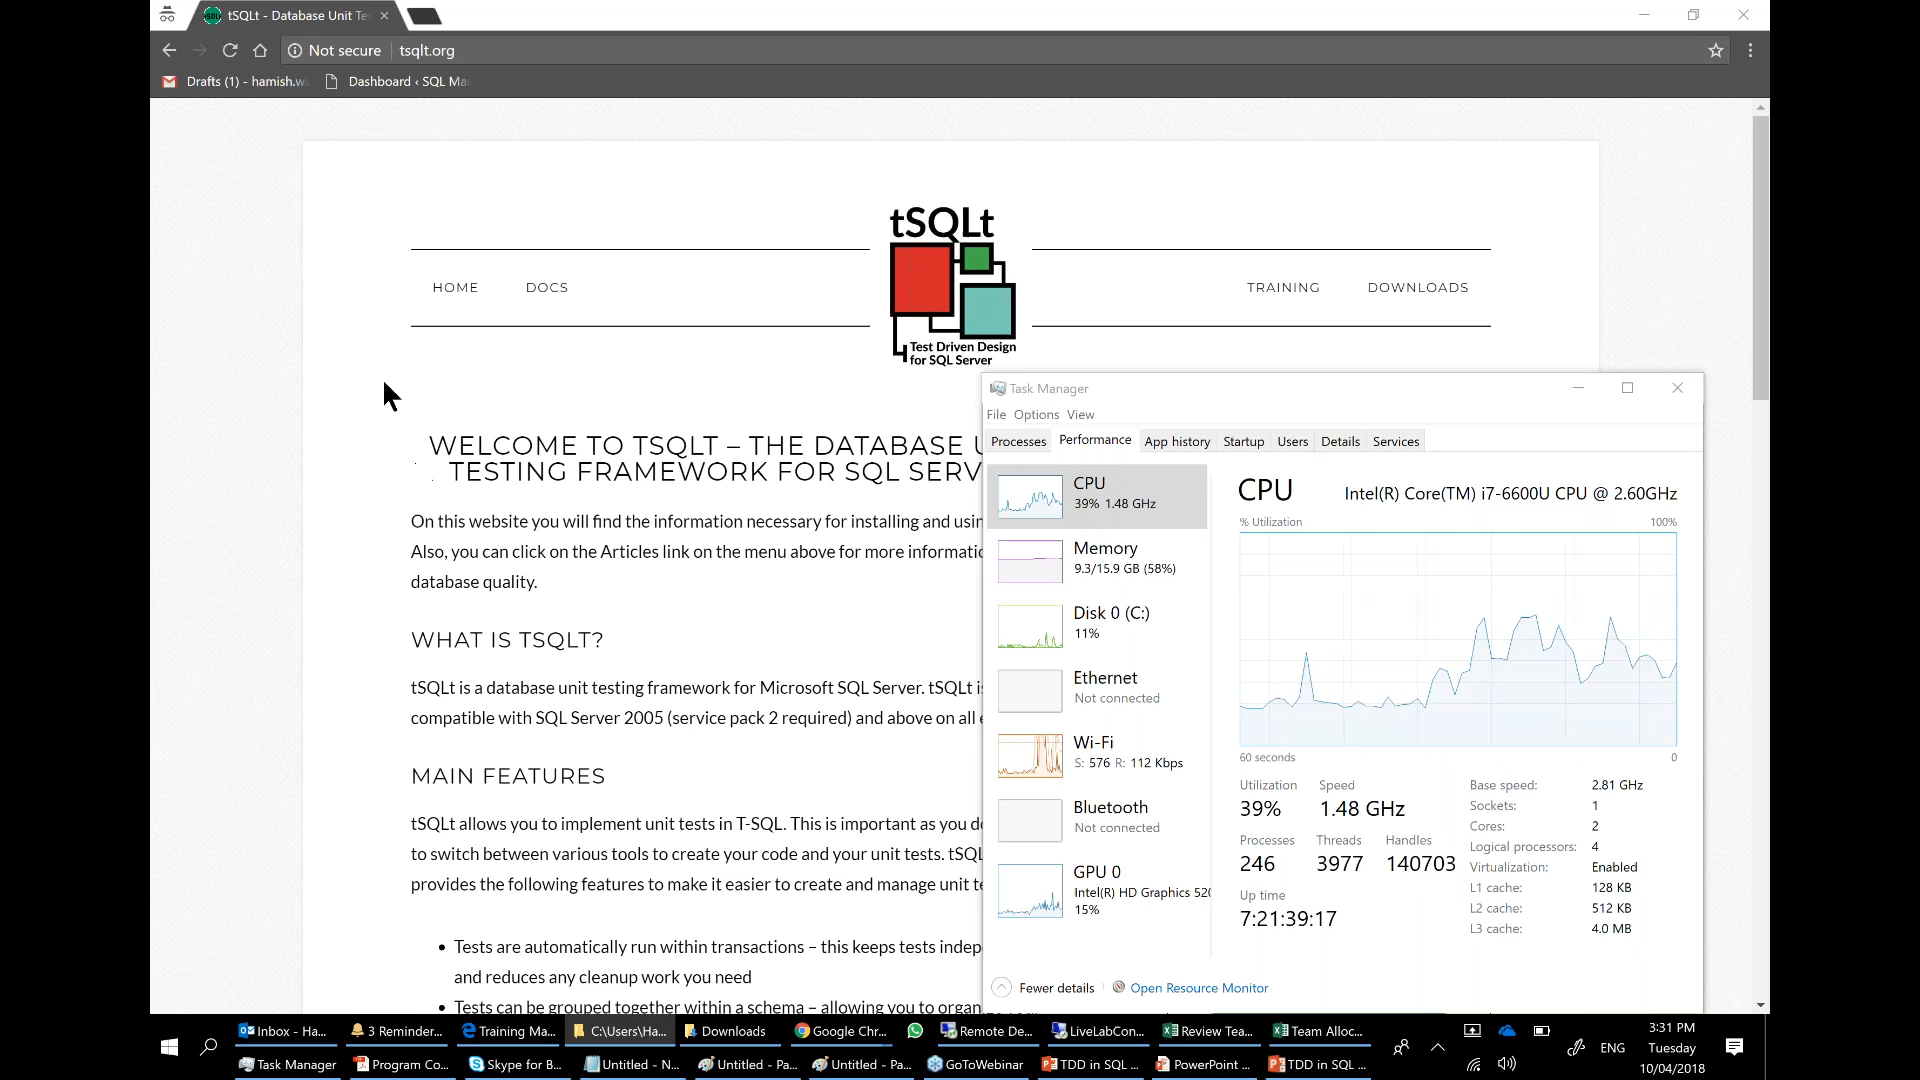 tSQLt - Database Unit Te
Not secure
tsqlt.org
Drafts (1) - hamish.wa
Dashboard ‹ SQL Mas
tSQLt
HOME
DOCS
TRAINING
DOWNLOADS
Test Driven Design
for SQL Server
WELCOME TO TSQLT – THE DATABASE U
TESTING FRAMEWORK FOR SQL SERV
On this website you will find the information necessary for installing and usin
Also, you can click on the Articles link on the menu above for more informatio
database quality.
WHAT IS TSQLT?
tSQLt is a database unit testing framework for Microsoft SQL Server. tSQLt is
compatible with SQL Server 2005 (service pack 2 required) and above on all e
MAIN FEATURES
tSQLt allows you to implement unit tests in T-SQL. This is important as you do
to switch between various tools to create your code and your unit tests. tSQL
provides the following features to make it easier to create and manage unit te
• Tests are automatically run within transactions – this keeps tests indep
and reduces any cleanup work you need
• Tests can be grouped together within a schema – allowing you to organ
Task Manager
File Options View
Processes Performance App history Startup Users Details Services
CPU
39% 1.48 GHz
Memory
9.3/15.9 GB (58%)
Disk 0 (C:)
11%
Ethernet
Not connected
Wi-Fi
S: 576 R: 112 Kbps
Bluetooth
Not connected
GPU 0
Intel(R) HD Graphics 520
15%
CPU
Intel(R) Core(TM) i7-6600U CPU @ 2.60GHz
% Utilization
100%
60 seconds
0
Utilization Speed
39% 1.48 GHz
Processes Threads Handles
246 3977 140703
Up time
7:21:39:17
Base speed: 2.81 GHz
Sockets: 1
Cores: 2
Logical processors: 4
Virtualization: Enabled
L1 cache: 128 KB
L2 cache: 512 KB
L3 cache: 4.0 MB
Fewer details
Open Resource Monitor
Inbox - Ha...
3 Reminder...
Training Ma...
C:\Users\Ha...
Downloads
Google Chr...
Remote De...
LiveLabCon...
Review Tea...
Team Alloc...
Task Manager
Program Co...
Skype for B...
Untitled - N...
Untitled - Pa...
Untitled - Pa...
GoToWebinar
TDD in SQL ...
PowerPoint ...
TDD in SQL ...
ENG
3:31 PM
Tuesday
10/04/2018